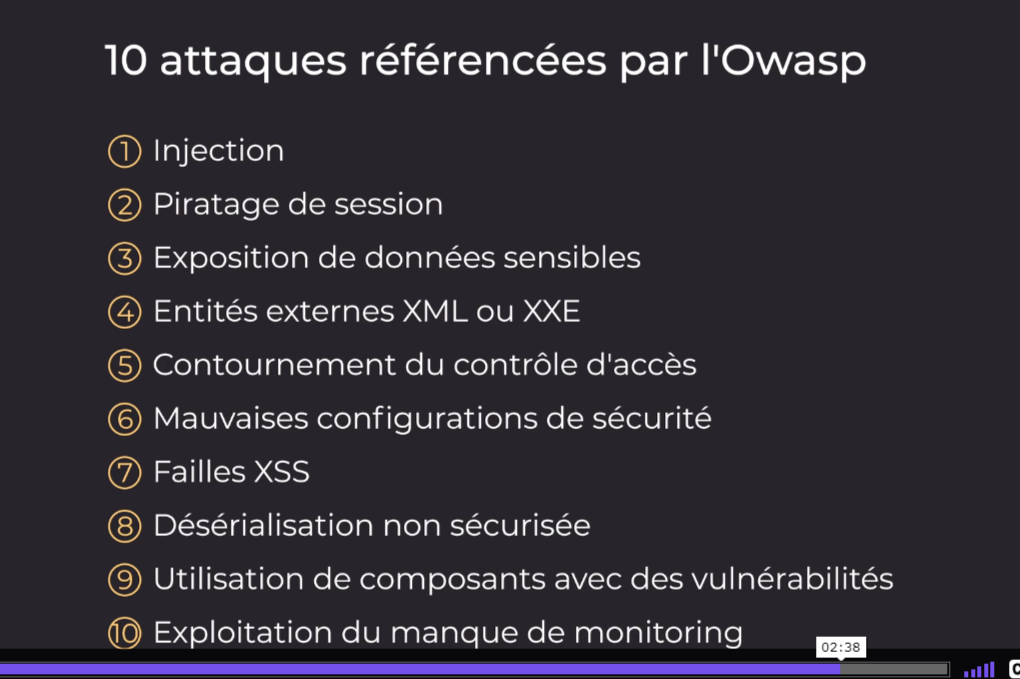 10 attaques référencées par l'Owasp
1 Injection
2 Piratage de session
3 Exposition de données sensibles
4 Entités externes XML ou XXE
5 Contournement du contrôle d'accès
6 Mauvaises configurations de sécurité
7 Failles XSS
8 Désérialisation non sécurisée
9 Utilisation de composants avec des vulnérabilités
10 Exploitation du manque de monitoring
02:38